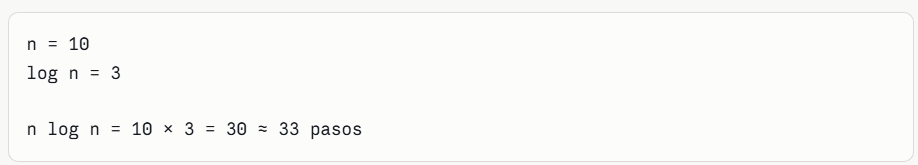 n = 10
log n = 3
n log n = 10 × 3 = 30 ≈ 33 pasos